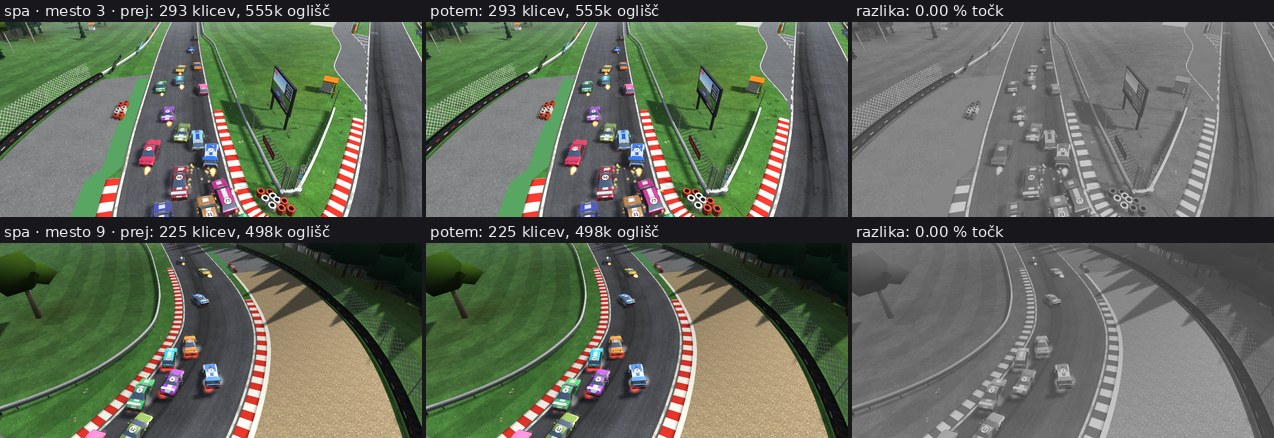 spa · mesto 3 · prej: 293 klicev, 555k oglišč
potem: 293 klicev, 555k oglišč
razlika: 0.00 % točk
spa · mesto 9 · prej: 225 klicev, 498k oglišč
potem: 225 klicev, 498k oglišč
razlika: 0.00 % točk